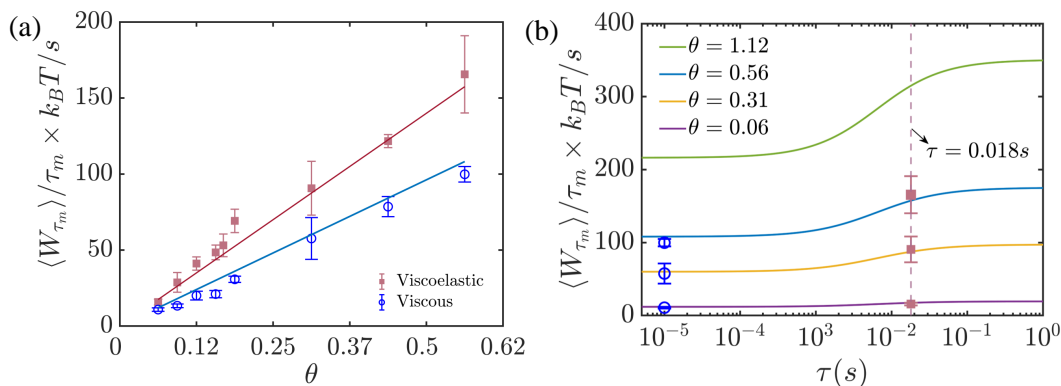 (a)
⟨W_{τ_m}⟩/τ_m × k_BT/s
200
150
100
50
0
0 0.12 0.25 0.37 0.50 0.62
θ
Viscoelastic
Viscous
(b)
⟨W_{τ_m}⟩/τ_m × k_BT/s
400
300
200
100
0
θ = 1.12
θ = 0.56
θ = 0.31
θ = 0.06
τ = 0.018s
10^{-5} 10^{-4} 10^{-3} 10^{-2} 10^{-1} 10^{0}
τ(s)